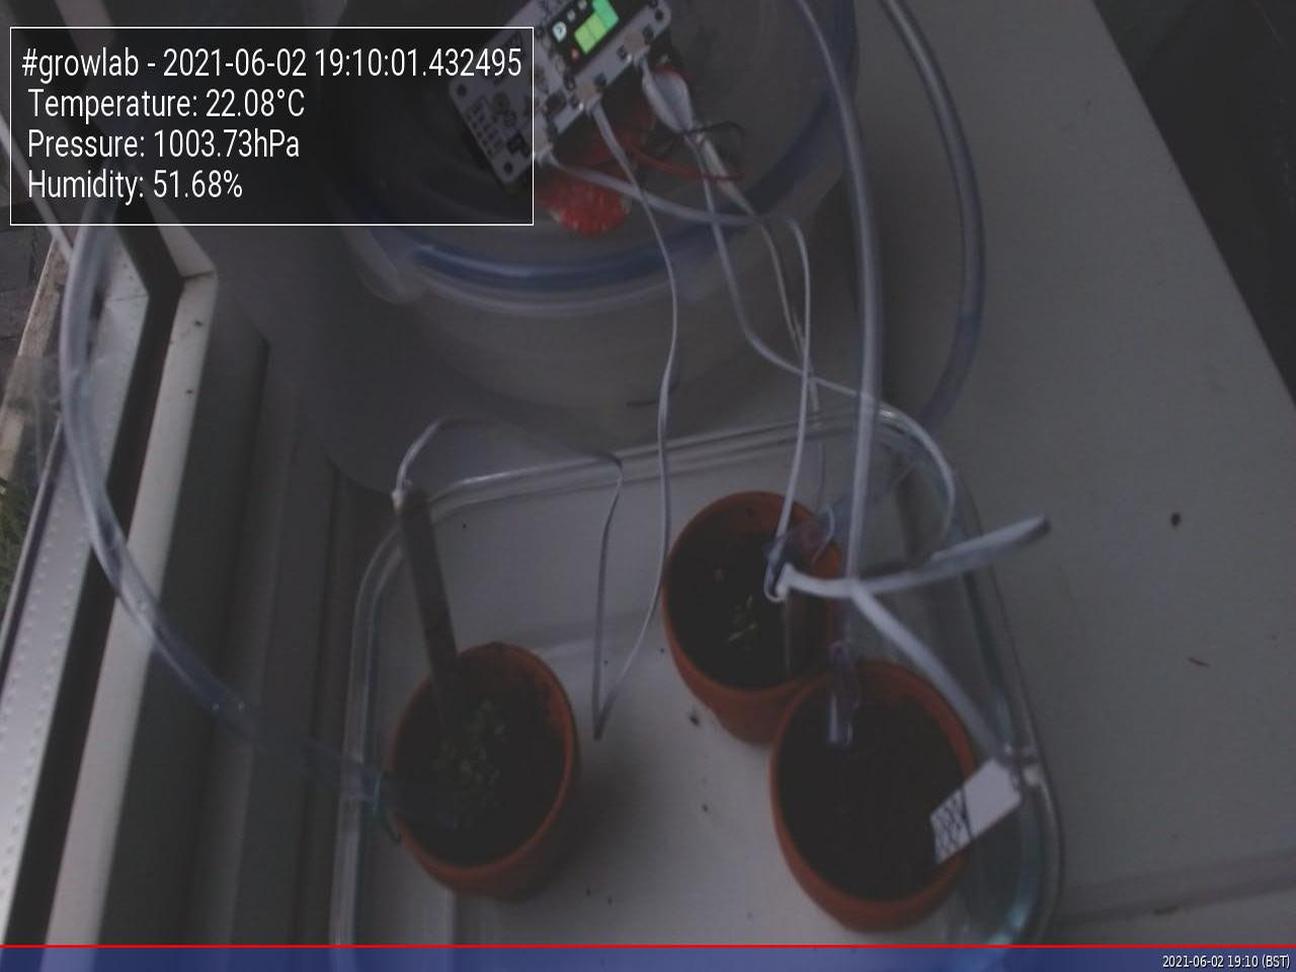 #growlab - 2021-06-02 19:10:01.432495
Temperature: 22.08°C
Pressure: 1003.73hPa
Humidity: 51.68%
2021-06-02 19:10 (BST)